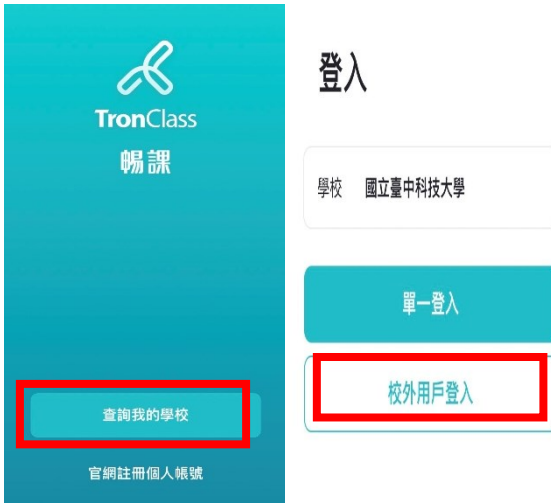 TronClass
暢課
查詢我的學校
官網註冊個人帳號
登入
學校 國立臺中科技大學
單一登入
校外用戶登入